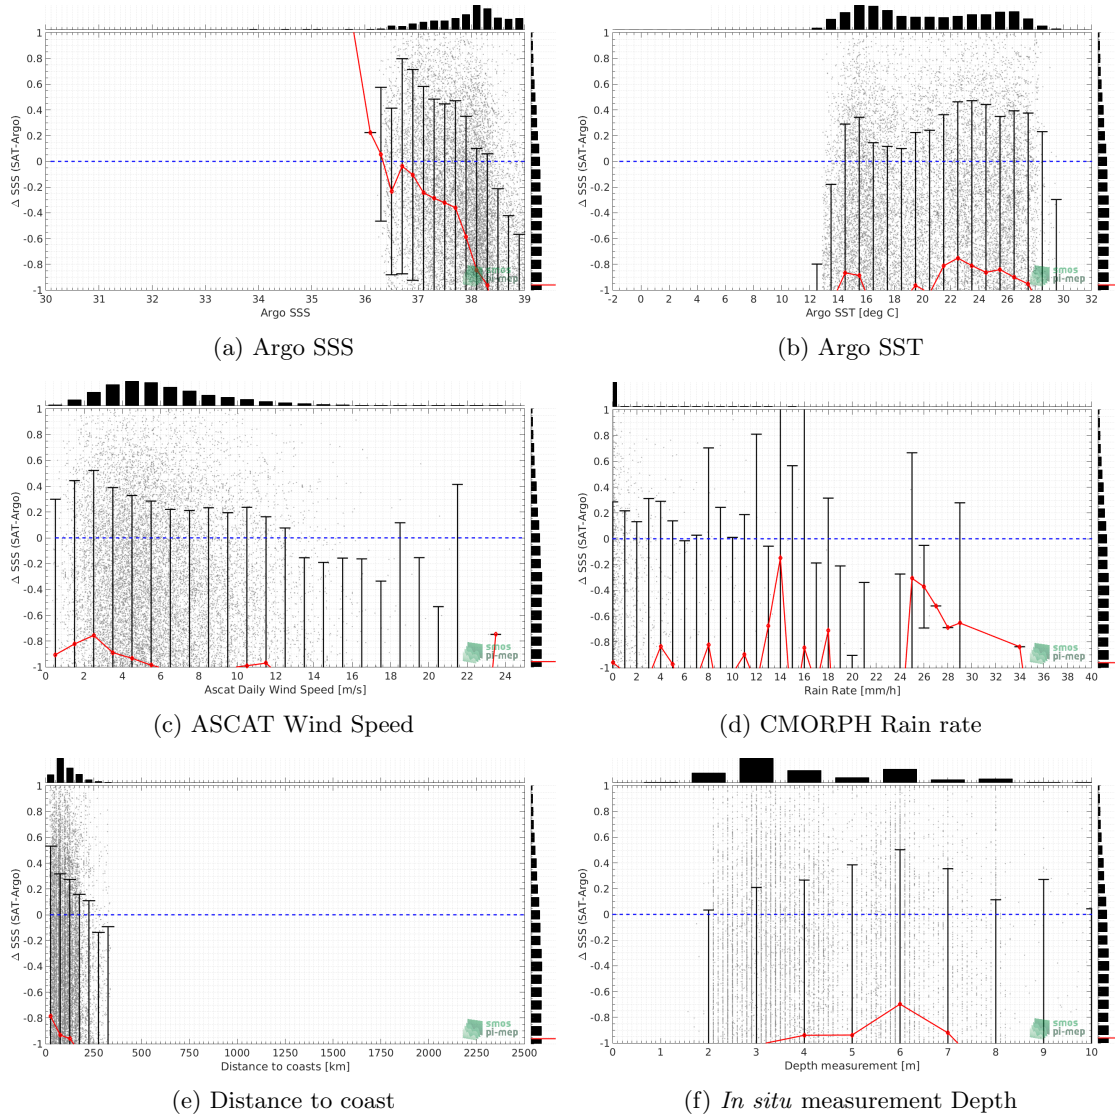 1
0.8
0.6
0.4
0.2
0
-0.2
-0.4
-0.6
-0.8
-1
Δ SSS (SAT-Argo)
smos
pi-mep
30 31 32 33 34 35 36 37 38 39
Argo SSS
(a) Argo SSS
1
0.8
0.6
0.4
0.2
0
-0.2
-0.4
-0.6
-0.8
-1
Δ SSS (SAT-Argo)
smos
pi-mep
-2 0 2 4 6 8 10 12 14 16 18 20 22 24 26 28 30 32
Argo SST [deg C]
(b) Argo SST
1
0.8
0.6
0.4
0.2
0
-0.2
-0.4
-0.6
-0.8
-1
Δ SSS (SAT-Argo)
smos
pi-mep
0 2 4 6 8 10 12 14 16 18 20 22 24
Ascat Daily Wind Speed [m/s]
(c) ASCAT Wind Speed
1
0.8
0.6
0.4
0.2
0
-0.2
-0.4
-0.6
-0.8
-1
Δ SSS (SAT-Argo)
smos
pi-mep
0 2 4 6 8 10 12 14 16 18 20 22 24 26 28 30 32 34 36 38 40
Rain Rate [mm/h]
(d) CMORPH Rain rate
1
0.8
0.6
0.4
0.2
0
-0.2
-0.4
-0.6
-0.8
-1
Δ SSS (SAT-Argo)
smos
pi-mep
0 250 500 750 1000 1250 1500 1750 2000 2250 2500
Distance to coasts [km]
(e) Distance to coast
1
0.8
0.6
0.4
0.2
0
-0.2
-0.4
-0.6
-0.8
-1
Δ SSS (SAT-Argo)
smos
pi-mep
0 1 2 3 4 5 6 7 8 9 10
Depth measurement [m]
(f) In situ measurement Depth